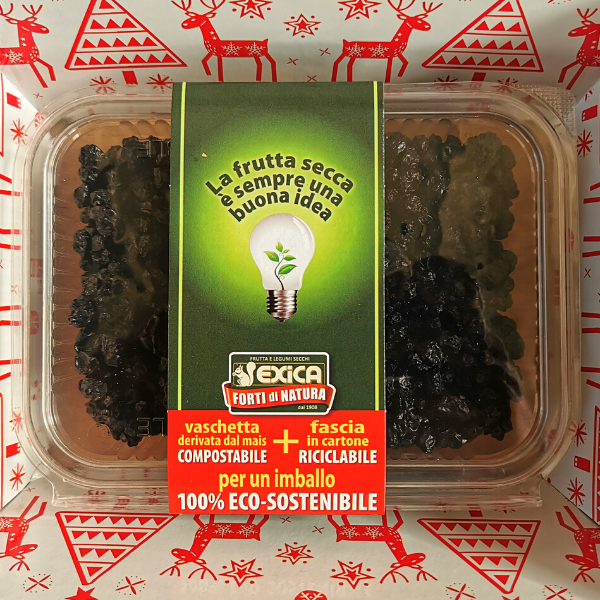 La frutta secca
è sempre una
buona idea
FRUTTA E LEGUMI SECCHI
EXICA
FORTI di NATURA
dal 1908
vaschetta
derivata dal mais
COMPOSTABILE
+
fascia
in cartone
RICICLABILE
per un imballo
100% ECO-SOSTENIBILE